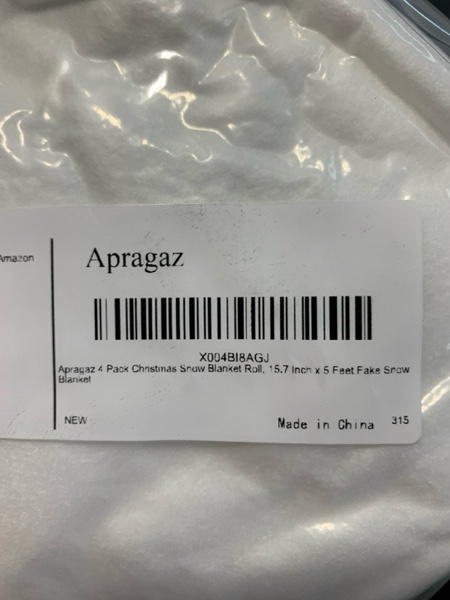 Amazon
Apragaz
X004BI8AGJ
Apragaz 4 Pack Christmas Snow Blanket Roll, 15.7 Inch x 5 Feet Fake Snow
Blanket
NEW
Made in China
315